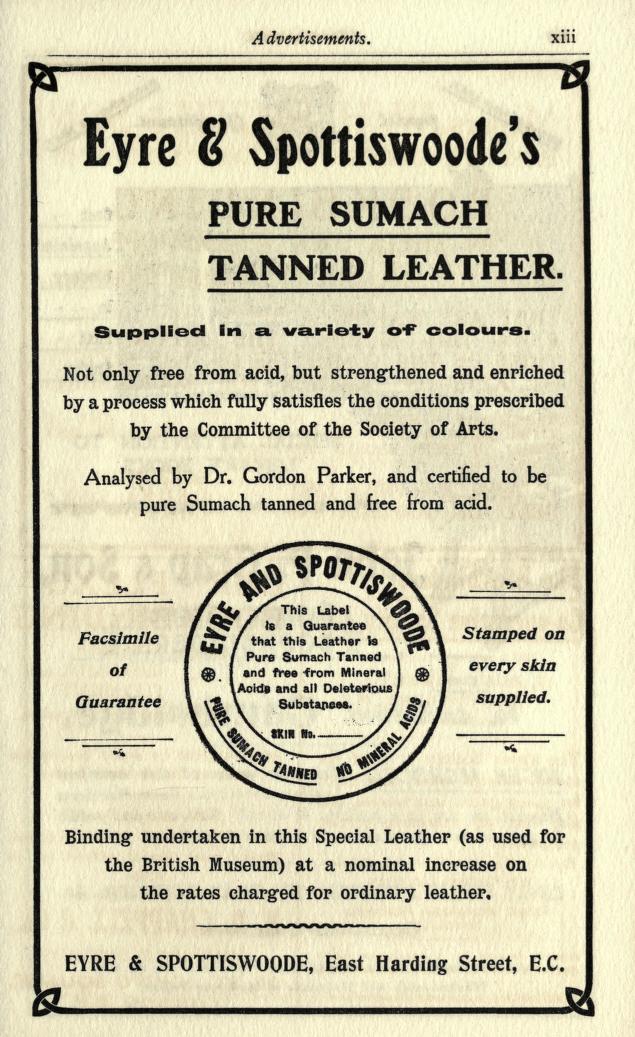 Advertisements. xiii
Eyre & Spottiswoode's
PURE SUMACH
TANNED LEATHER.
Supplied in a variety of colours.
Not only free from acid, but strengthened and enriched
by a process which fully satisfies the conditions prescribed
by the Committee of the Society of Arts.
Analysed by Dr. Gordon Parker, and certified to be
pure Sumach tanned and free from acid.
Facsimile
of
Guarantee
EYRE AND SPOTTISWOODE
This Label
is a Guarantee
that this Leather is
Pure Sumach Tanned
and free from Mineral
Acids and all Deleterious
Substances.
SKIN No.
PURE SUMACH TANNED NO MINERAL ACIDS
Stamped on
every skin
supplied.
Binding undertaken in this Special Leather (as used for
the British Museum) at a nominal increase on
the rates charged for ordinary leather.
EYRE & SPOTTISWOODE, East Harding Street, E.C.